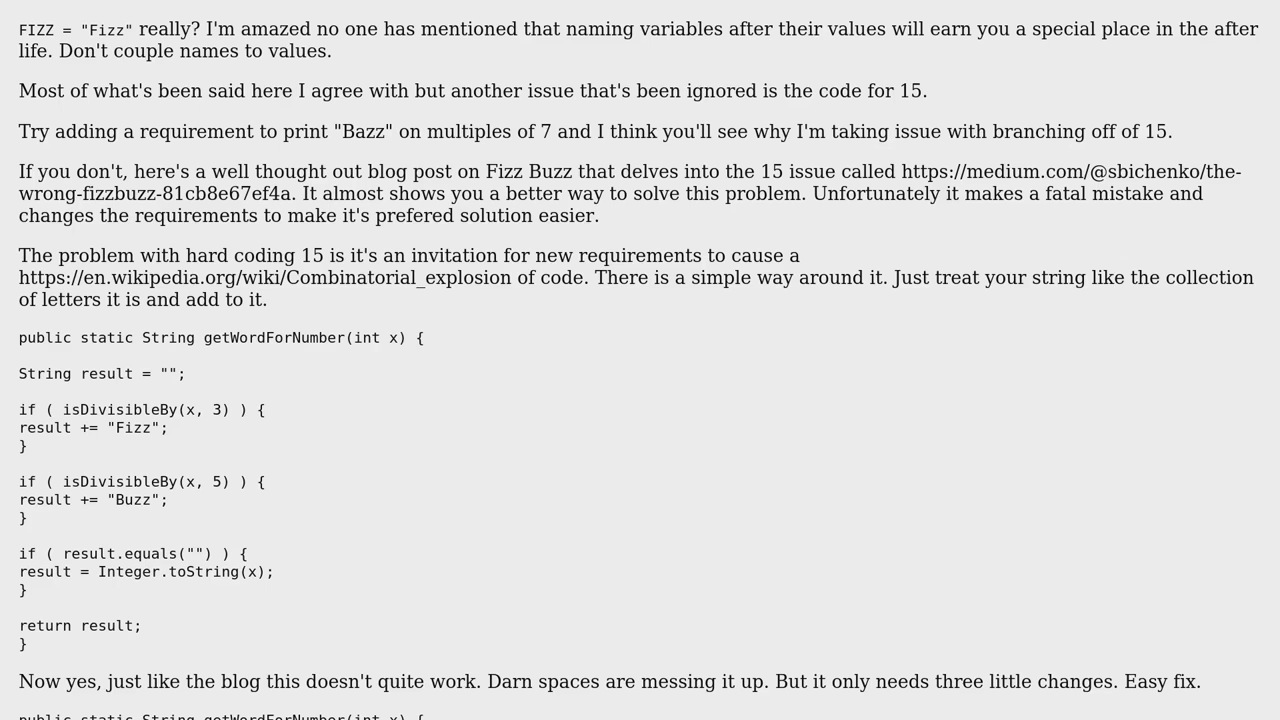 FIZZ = "Fizz" really? I'm amazed no one has mentioned that naming variables after their values will earn you a special place in the after
life. Don't couple names to values.
Most of what's been said here I agree with but another issue that's been ignored is the code for 15.
Try adding a requirement to print "Bazz" on multiples of 7 and I think you'll see why I'm taking issue with branching off of 15.
If you don't, here's a well thought out blog post on Fizz Buzz that delves into the 15 issue called https://medium.com/@sbichenko/the-
wrong-fizzbuzz-81cb8e67ef4a. It almost shows you a better way to solve this problem. Unfortunately it makes a fatal mistake and
changes the requirements to make it's prefered solution easier.
The problem with hard coding 15 is it's an invitation for new requirements to cause a
https://en.wikipedia.org/wiki/Combinatorial_explosion of code. There is a simple way around it. Just treat your string like the collection
of letters it is and add to it.
public static String getWordForNumber(int x) {
String result = "";
if ( isDivisibleBy(x, 3) ) {
result += "Fizz";
}
if ( isDivisibleBy(x, 5) ) {
result += "Buzz";
}
if ( result.equals("") ) {
result = Integer.toString(x);
}
return result;
}
Now yes, just like the blog this doesn't quite work. Darn spaces are messing it up. But it only needs three little changes. Easy fix.
public static String getWordForNumber(int x) {